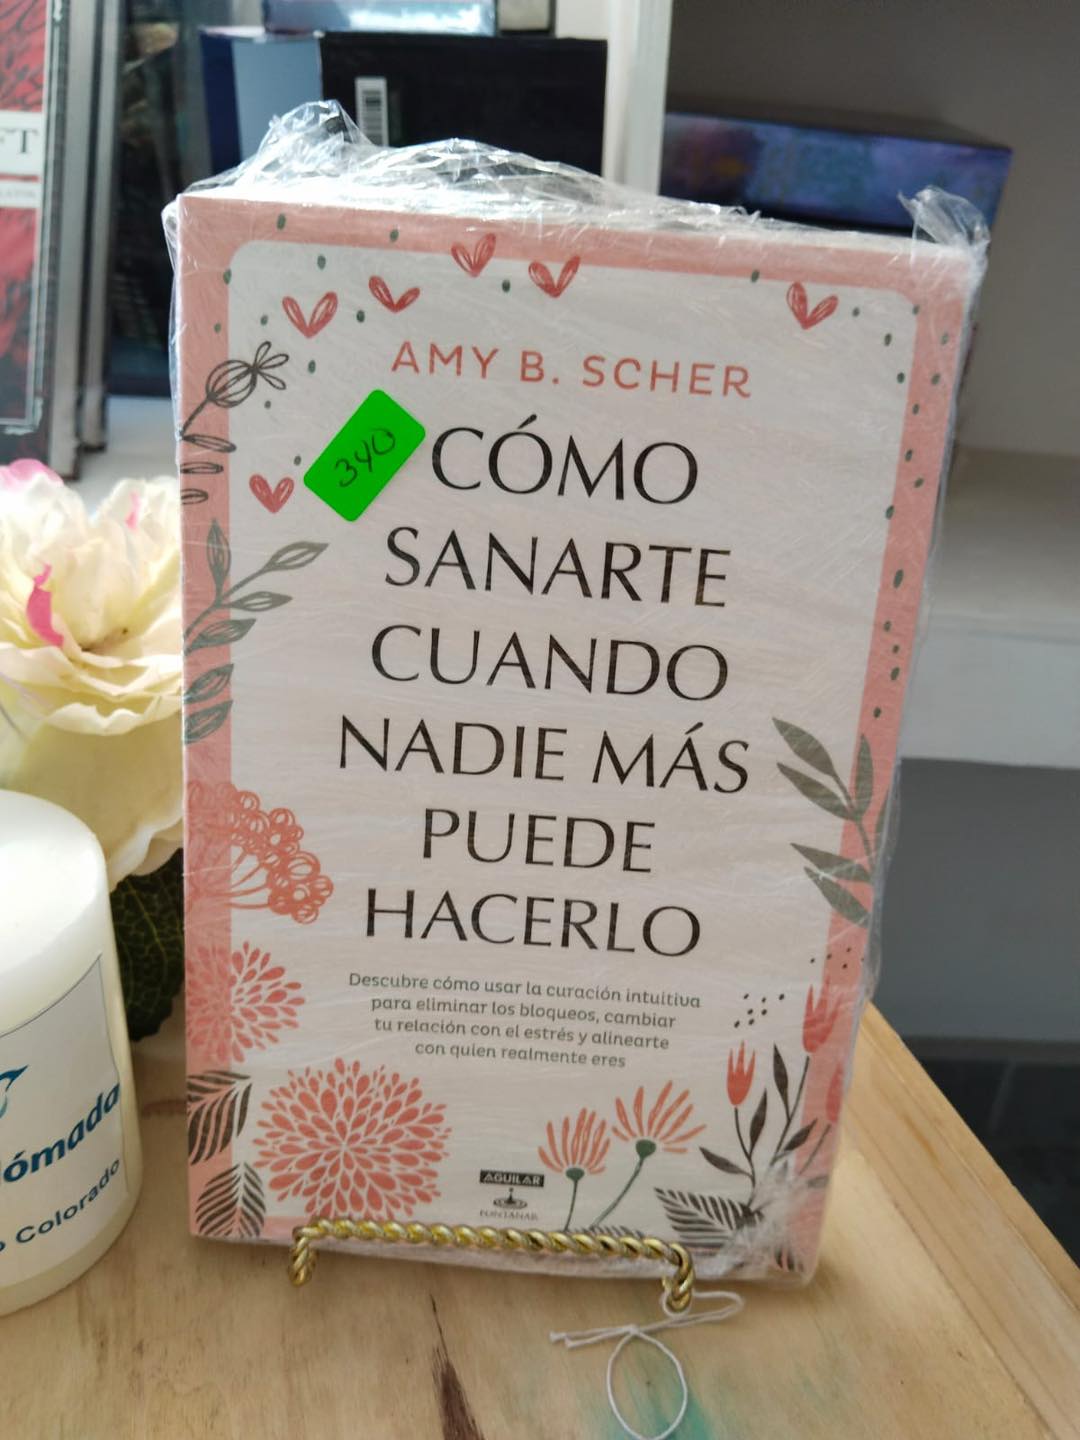 FT
AMY B. SCHER
340
CÓMO
SANARTE
CUANDO
NADIE MÁS
PUEDE
HACERLO
Descubre cómo usar la curación intuitiva
para eliminar los bloqueos, cambiar
tu relación con el estrés y alinearte
con quien realmente eres
AGUILAR
FONTANAR
ómada
Colorado